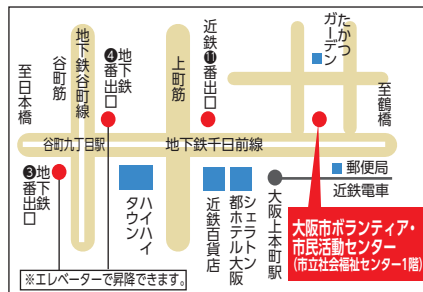 至日本橋
谷町筋
地下鉄谷町線
地下鉄
❹番出口
上町筋
近鉄
⓫番出口
たかつ
ガーデン
至鶴橋
谷町九丁目駅
地下鉄千日前線
地下鉄
❸番出口
ハイハイ
タウン
近鉄百貨店
シェラトン
都ホテル大阪
大阪上本町駅
郵便局
近鉄電車
大阪市ボランティア・
市民活動センター
(市立社会福祉センター1階)
※エレベーターで昇降できます。